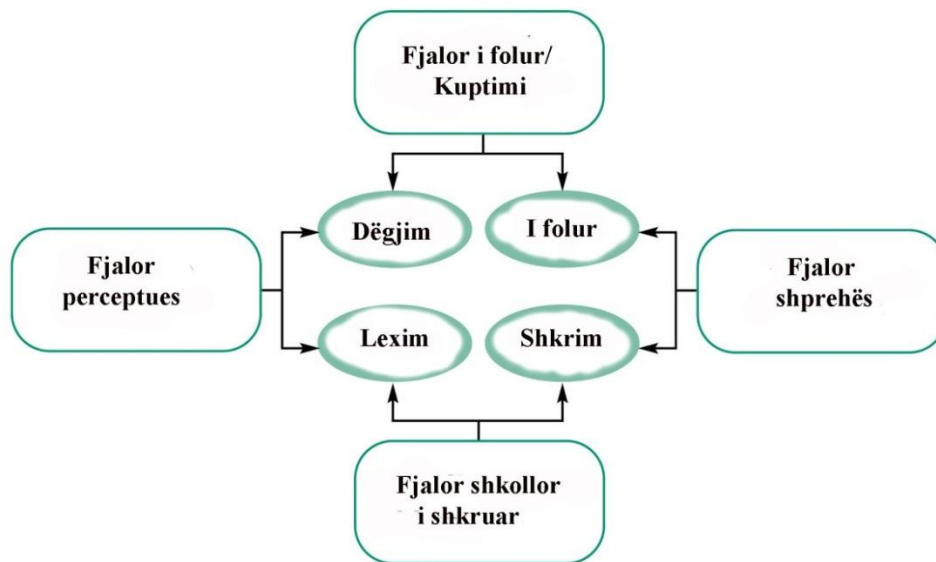 Fjalor i folur/
Kuptimi
Dëgjim
I folur
Fjalor
perceptues
Fjalor
shprehës
Lexim
Shkrim
Fjalor shkollor
i shkruar